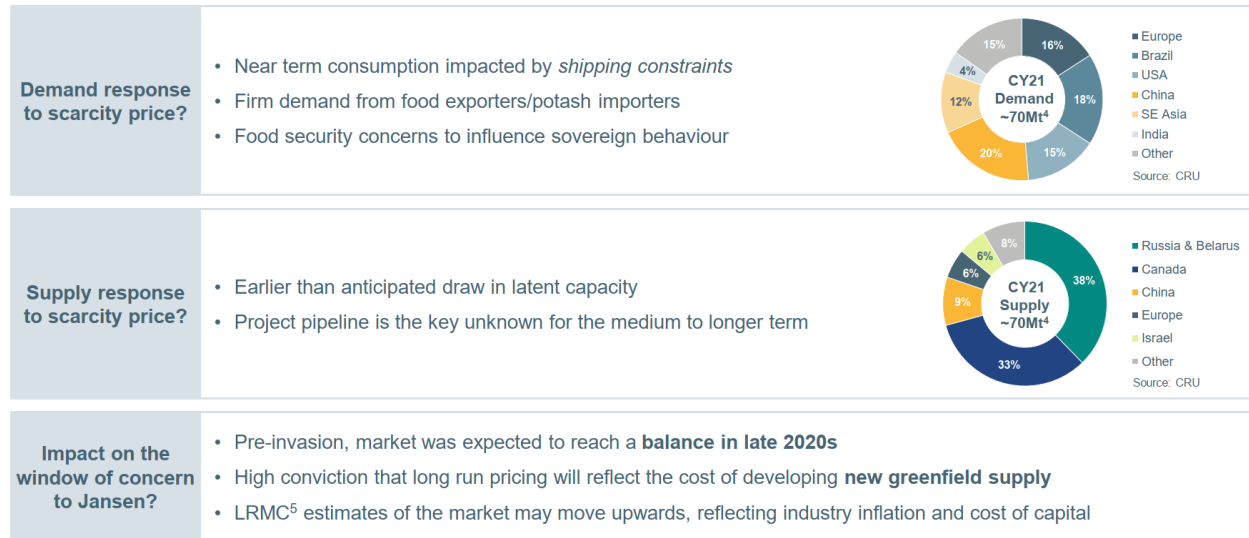 Demand response
to scarcity price?
• Near term consumption impacted by shipping constraints
• Firm demand from food exporters/potash importers
• Food security concerns to influence sovereign behaviour
15%
16%
4%
12%
18%
20%
15%
CY21
Demand
~70Mt4
Europe
Brazil
USA
China
SE Asia
India
Other
Source: CRU
Supply response
to scarcity price?
• Earlier than anticipated draw in latent capacity
• Project pipeline is the key unknown for the medium to longer term
8%
6%
6%
38%
9%
33%
CY21
Supply
~70Mt4
Russia & Belarus
Canada
China
Europe
Israel
Other
Source: CRU
Impact on the
window of concern
to Jansen?
• Pre-invasion, market was expected to reach a balance in late 2020s
• High conviction that long run pricing will reflect the cost of developing new greenfield supply
• LRMC5 estimates of the market may move upwards, reflecting industry inflation and cost of capital